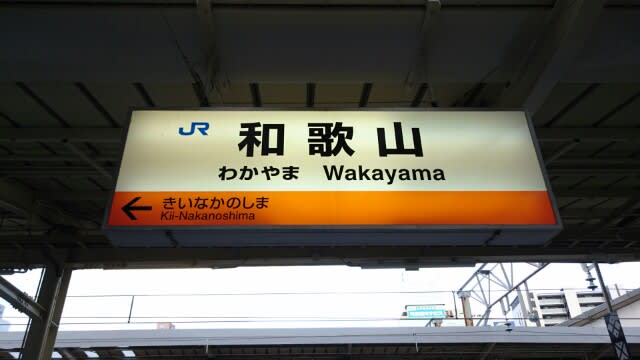 JR 和歌山
わかやま Wakayama
きいなかのしま
Kii-Nakanoshima